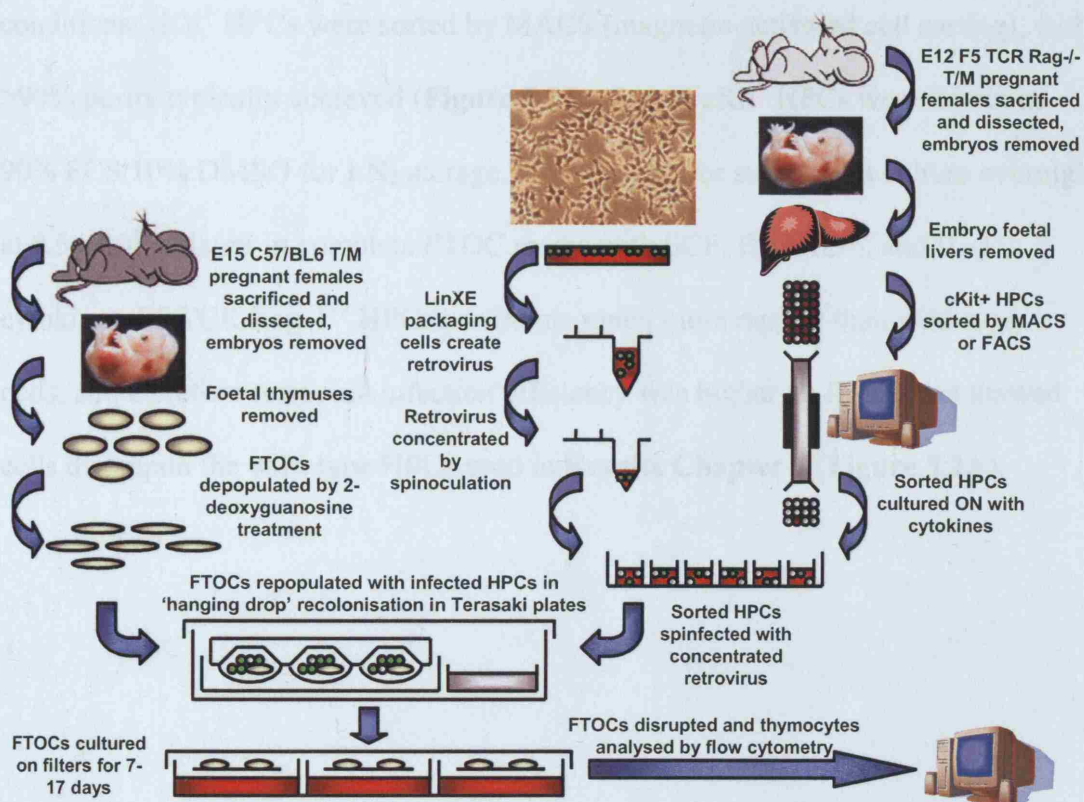 E12 F5 TCR Rag-/-
T/M pregnant
females sacrificed
and dissected,
embryos removed
Embryo foetal
livers removed
cKit+ HPCs
sorted by MACS
or FACS
Sorted HPCs
cultured ON with
cytokines
E15 C57/BL6 T/M
pregnant females
sacrificed and
dissected,
embryos removed
Foetal thymuses
removed
FTOCs
depopulated by 2-
deoxyguanosine
treatment
LinXE
packaging
cells create
retrovirus
Retrovirus
concentrated
by
spinoculation
Sorted HPCs
spinfected with
concentrated
retrovirus
FTOCs repopulated with infected HPCs in
‘hanging drop’ recolonisation in Terasaki plates
FTOCs cultured
on filters for 7-
17 days
FTOCs disrupted and thymocytes
analysed by flow cytometry